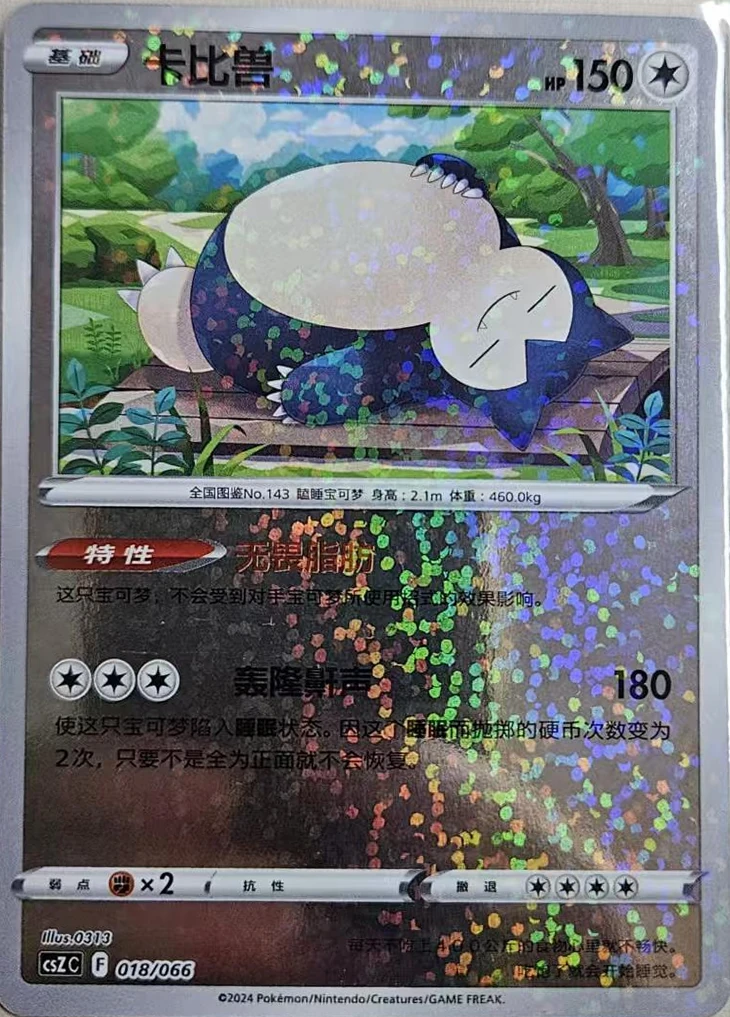 基础
卡比兽
HP 150
全国图鉴No.143 瞌睡宝可梦 身高：2.1m 体重：460.0kg
特性 无畏脂肪
这只宝可梦，不会受到对手宝可梦所使用招式的效果影响。
轰隆鼾声 180
使这只宝可梦陷入睡眠状态。因这个睡眠而抛掷的硬币次数变为
2次，只要不是全为正面就不会恢复。
弱点 ×2 抗性 撤退
Illus.0313
每天不吃上400公斤的食物心里就不畅快。
吃饱了就会开始睡觉。
csZC F 018/066
©2024 Pokémon/Nintendo/Creatures/GAME FREAK.